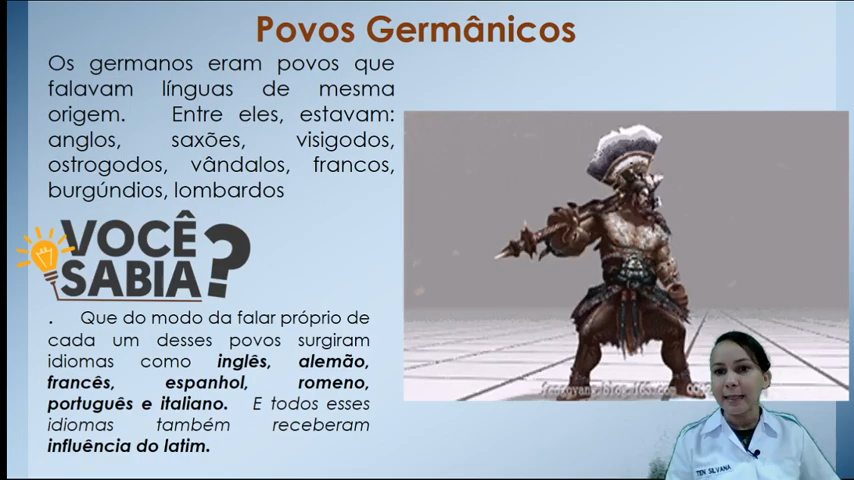 Povos Germânicos
Os germanos eram povos que
falavam línguas de mesma
origem. Entre eles, estavam:
anglos, saxões, visigodos,
ostrogodos, vândalos, francos,
burgúndios, lombardos
VOCÊ
SABIA?
. Que do modo da falar próprio de
cada um desses povos surgiram
idiomas como inglês, alemão,
francês, espanhol, romeno,
português e italiano. E todos esses
idiomas também receberam
influência do latim.
TEN SILVANA